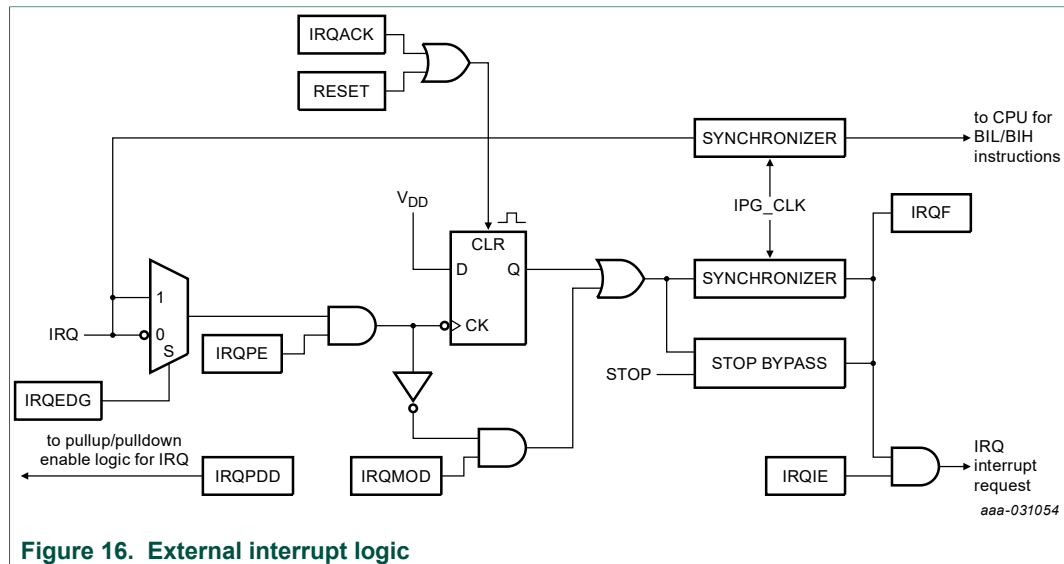 IRQACK
RESET
SYNCHRONIZER
to CPU for
BIL/BIH
instructions
VDD
IPG_CLK
IRQF
CLR
D
Q
CK
SYNCHRONIZER
1
IRQ
0
S
IRQPE
STOP BYPASS
STOP
IRQEDG
to pullup/pulldown
enable logic for IRQ
IRQPDD
IRQMOD
IRQIE
IRQ
interrupt
request
aaa-031054
Figure 16. External interrupt logic